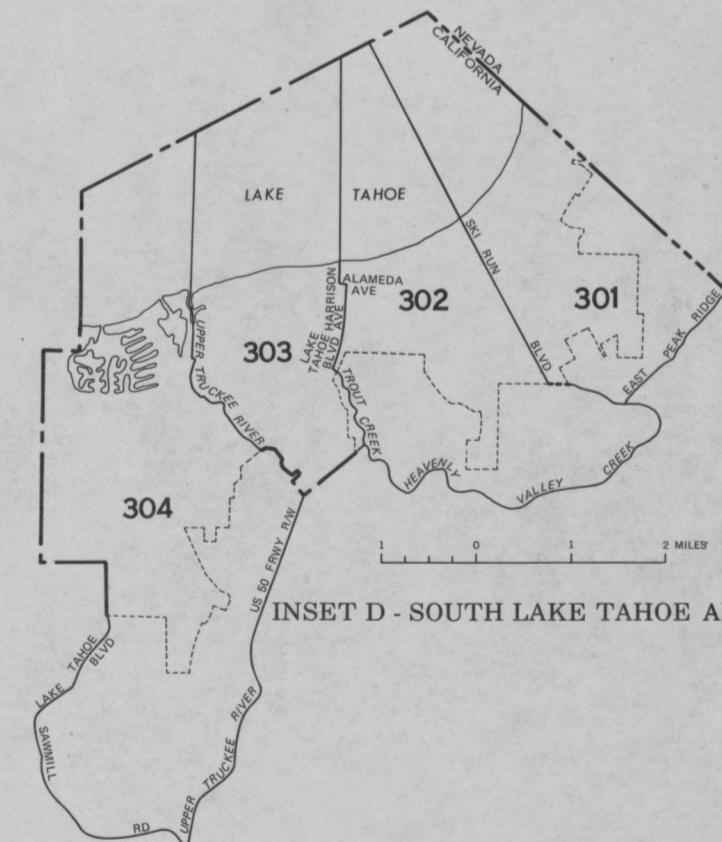 NEVADA
CALIFORNIA
LAKE TAHOE
SKI RUN BLVD
ALAMEDA
AVE
302
301
EAST PEAK RIDGE
303
HARRISON
AVE
LAKE
TAHOE
BLVD
UPPER TRUCKEE RIVER
TROUT CREEK
HEAVENLY VALLEY CREEK
304
US 50 FRWY R/W
1 0 1 2 MILES
INSET D - SOUTH LAKE TAHOE A
LAKE TAHOE
BLVD
SAWMILL RD
UPPER TRUCKEE RIVER